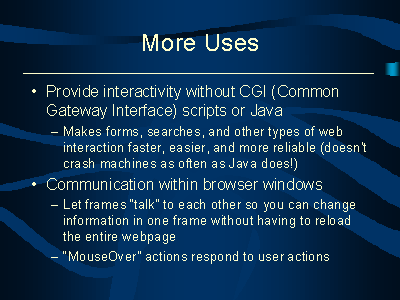 More Uses
• Provide interactivity without CGI (Common
Gateway Interface) scripts or Java
– Makes forms, searches, and other types of web
interaction faster, easier, and more reliable (doesn't
crash machines as often as Java does!)
• Communication within browser windows
– Let frames "talk" to each other so you can change
information in one frame without having to reload
the entire webpage
– "MouseOver" actions respond to user actions